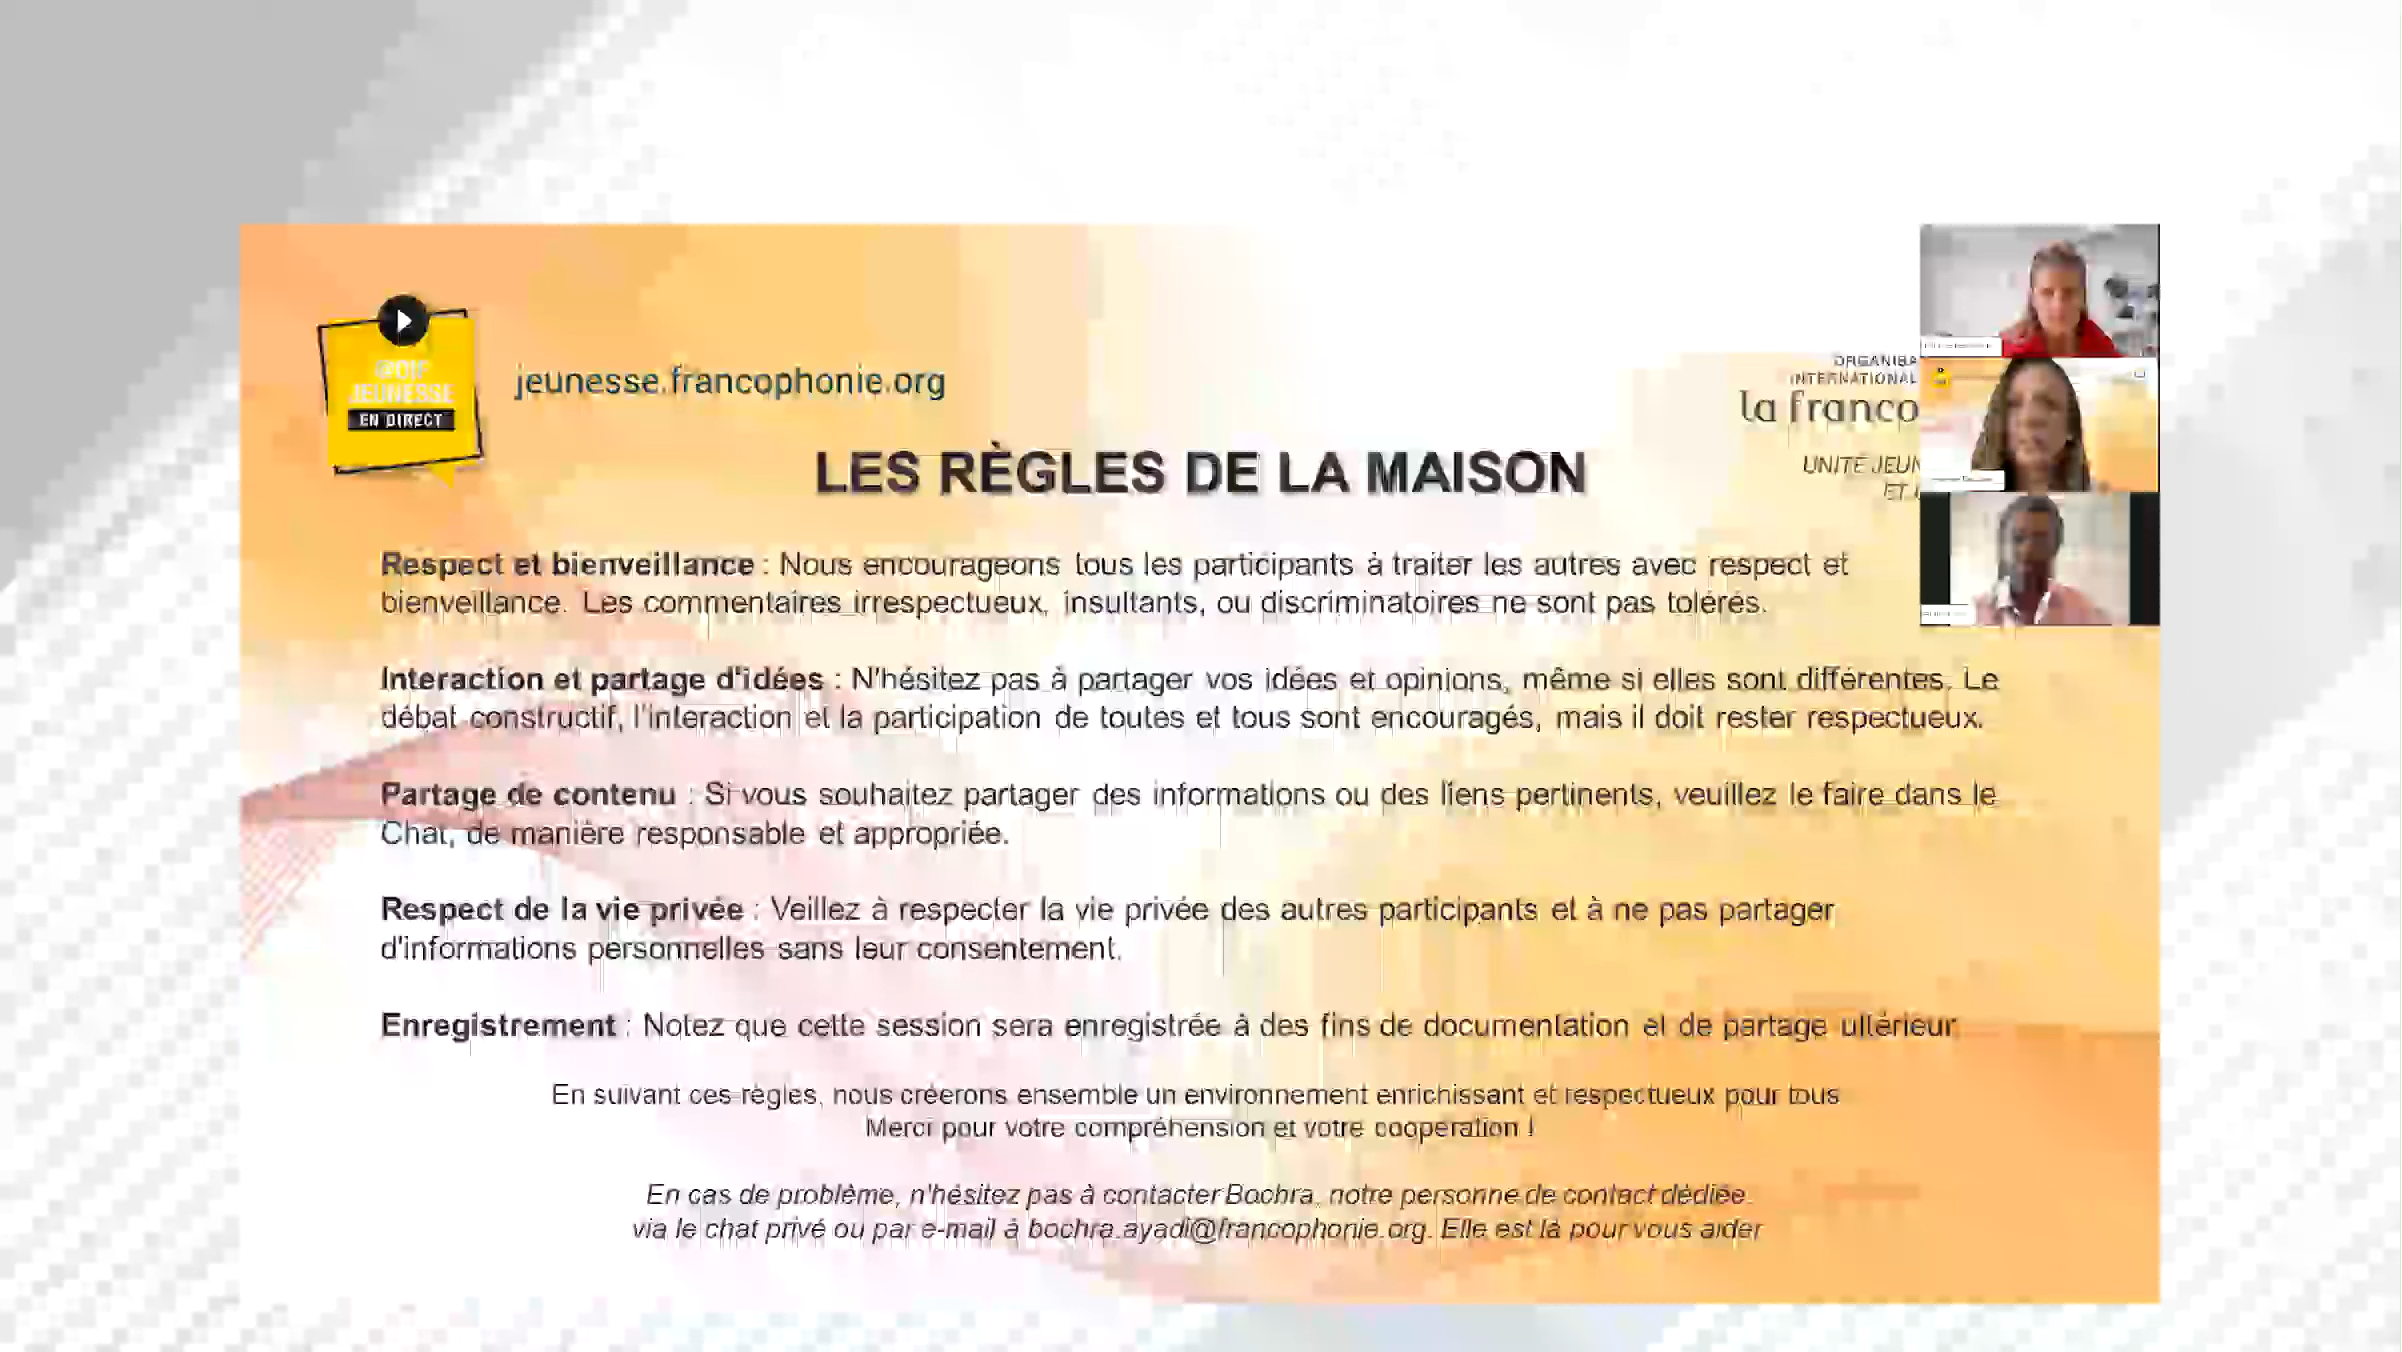 @OIF
JEUNESSE
EN DIRECT
jeunesse.francophonie.org
INTERNATIONAL
la franco
UNITÉ JEUN
ET
LES RÈGLES DE LA MAISON
Respect et bienveillance : Nous encourageons tous les participants à traiter les autres avec respect et
bienveillance. Les commentaires irrespectueux, insultants, ou discriminatoires ne sont pas tolérés.
Interaction et partage d'idées : N'hésitez pas à partager vos idées et opinions, même si elles sont différentes. Le
débat constructif, l'interaction et la participation de toutes et tous sont encouragés, mais il doit rester respectueux.
Partage de contenu : Si vous souhaitez partager des informations ou des liens pertinents, veuillez le faire dans le
Chat, de manière responsable et appropriée.
Respect de la vie privée : Veillez à respecter la vie privée des autres participants et à ne pas partager
d'informations personnelles sans leur consentement.
Enregistrement : Notez que cette session sera enregistrée à des fins de documentation et de partage ultérieur.
En suivant ces règles, nous créerons ensemble un environnement enrichissant et respectueux pour tous
Merci pour votre compréhension et votre coopération !
En cas de problème, n'hésitez pas à contacter Bochra, notre personne de contact dédiée.
via le chat privé ou par e-mail à bochra.ayadi@francophonie.org. Elle est là pour vous aider